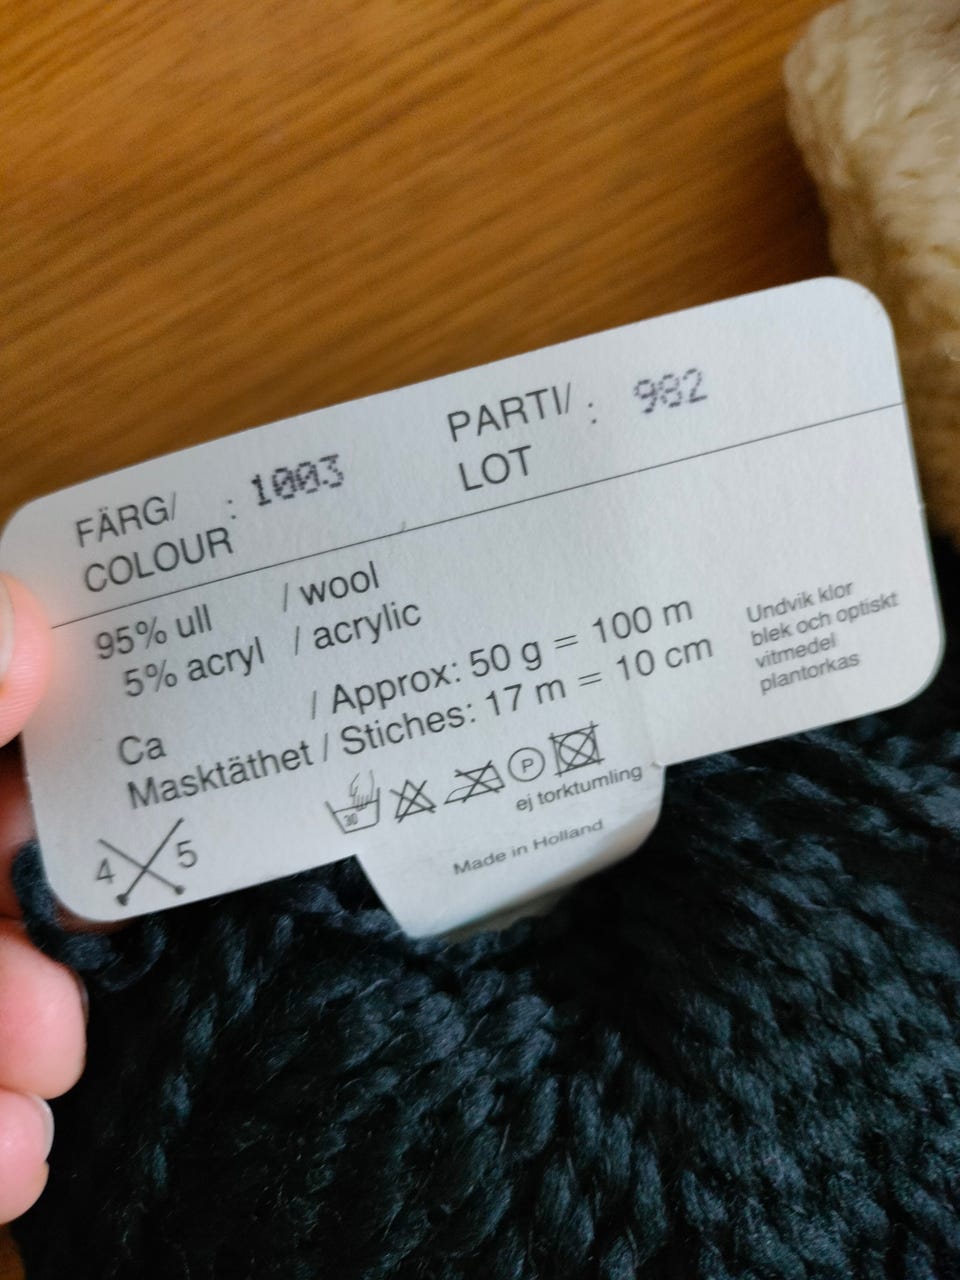 FÄRG/ : 1003
COLOUR
PARTI/ : 982
LOT
95% ull / wool
5% acryl / acrylic
Ca / Approx: 50 g = 100 m
Masktäthet / Stiches: 17 m = 10 cm
Undvik klor
blek och optiskt
vitmedel
plantorkas
4 5
30
P
ej torktumling
Made in Holland